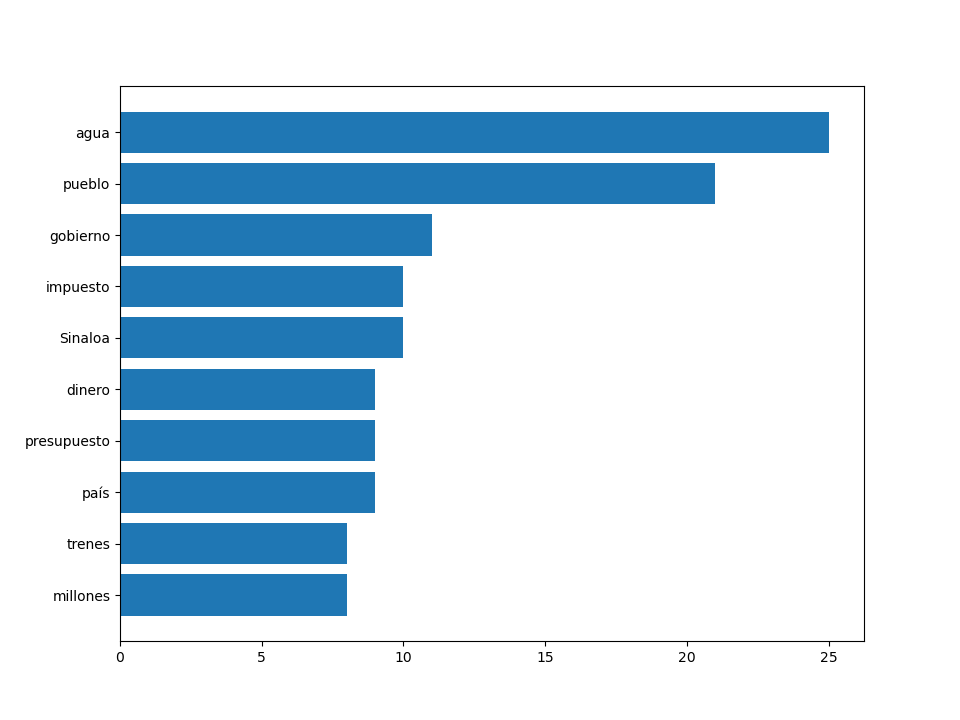 agua
pueblo
gobierno
impuesto
Sinaloa
dinero
presupuesto
país
trenes
millones
0 5 10 15 20 25